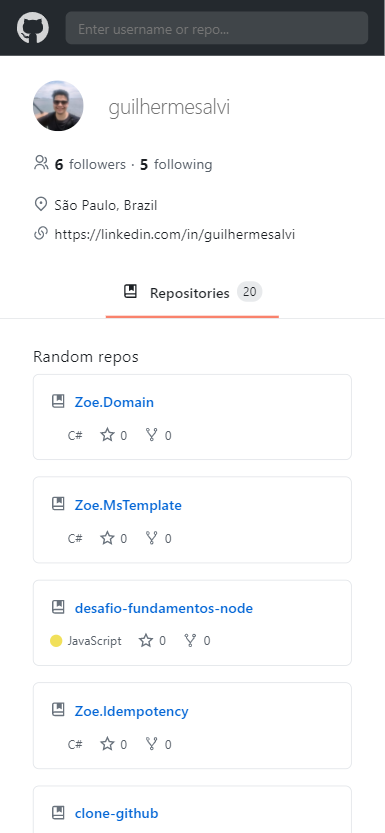 Enter username or repo...
guilhermesalvi
6 followers · 5 following
São Paulo, Brazil
https://linkedin.com/in/guilhermesalvi
Repositories 20
Random repos
Zoe.Domain
C# 0 0
Zoe.MsTemplate
C# 0 0
desafio-fundamentos-node
JavaScript 0 0
Zoe.Idempotency
C# 0 0
clone-github